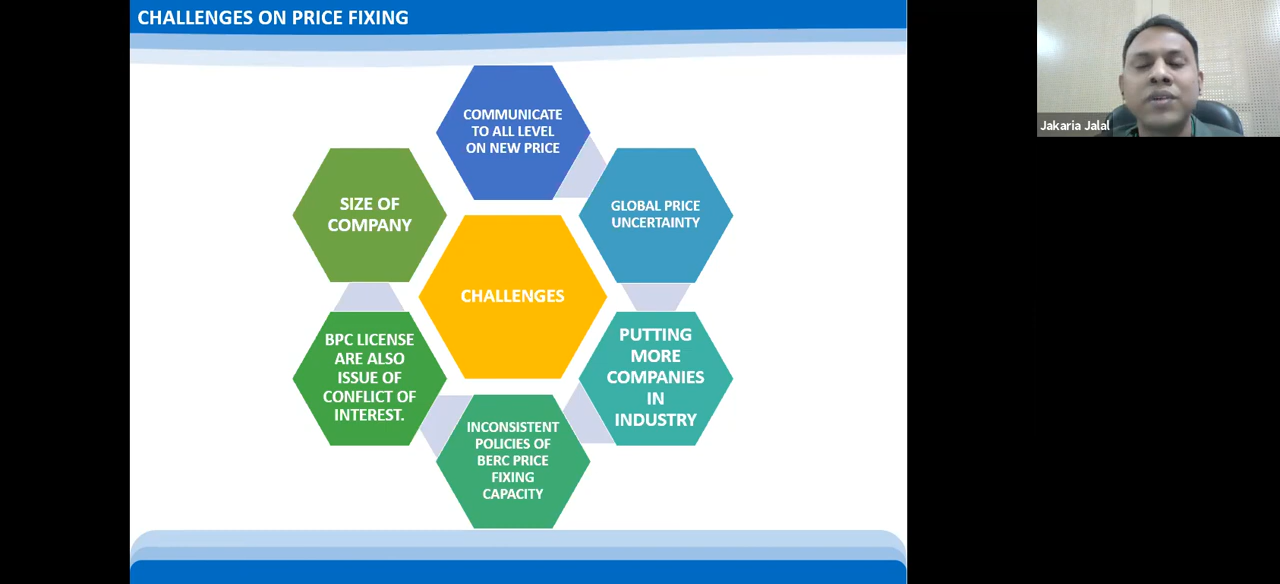 CHALLENGES ON PRICE FIXING
COMMUNICATE
TO ALL LEVEL
ON NEW PRICE
SIZE OF
COMPANY
GLOBAL PRICE
UNCERTAINTY
CHALLENGES
BPC LICENSE
ARE ALSO
ISSUE OF
CONFLICT OF
INTEREST.
PUTTING
MORE
COMPANIES
IN
INDUSTRY
INCONSISTENT
POLICIES OF
BERC PRICE
FIXING
CAPACITY
Jakaria Jalal